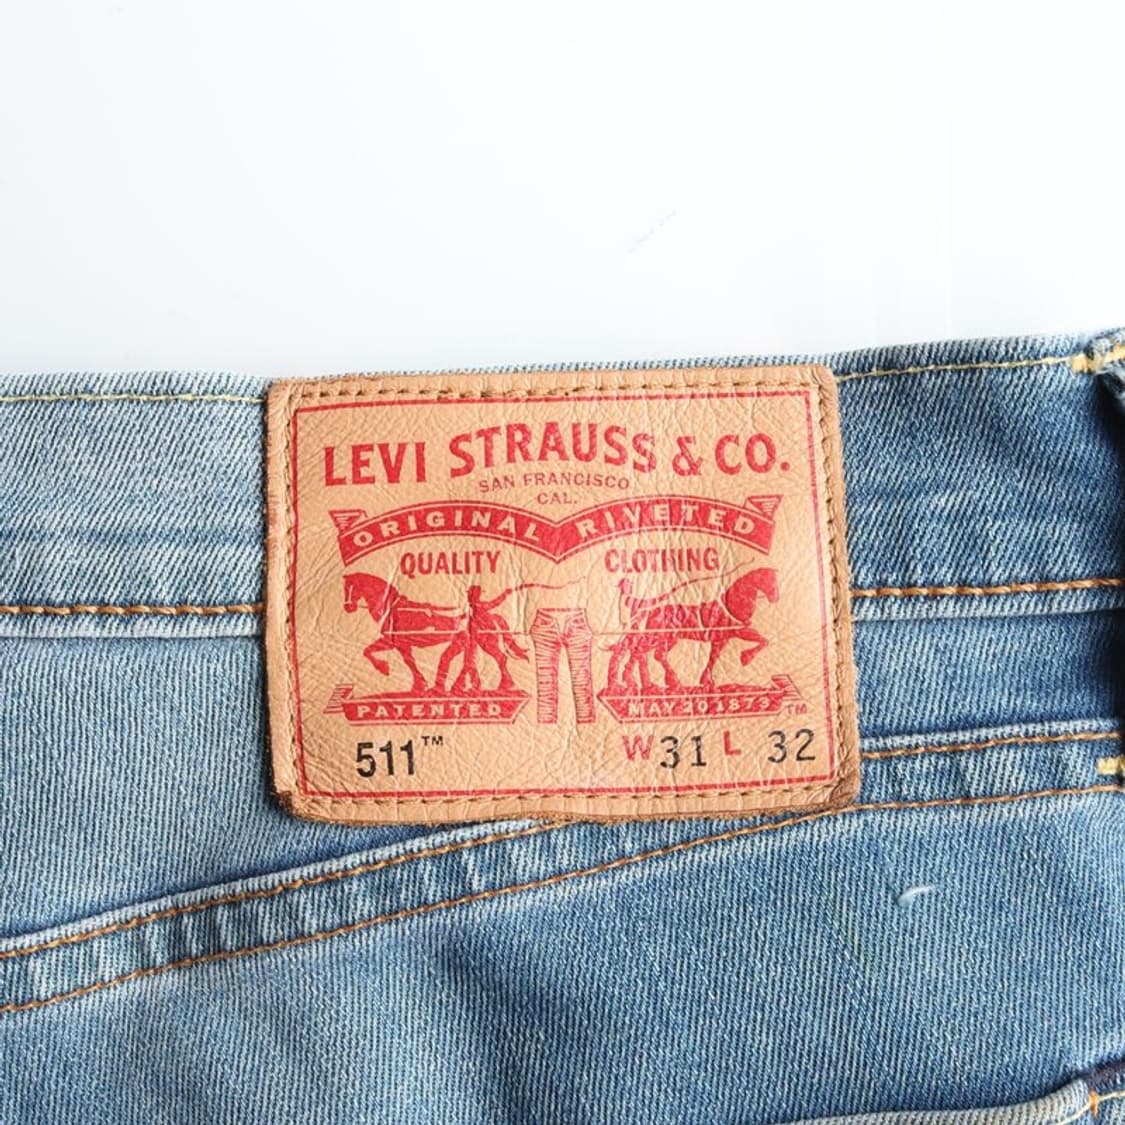 LEVI STRAUSS & CO.
SAN FRANCISCO
CAL.
ORIGINAL RIVETED
QUALITY CLOTHING
PATENTED MAY 20 1873 TM
511™ W31 L 32